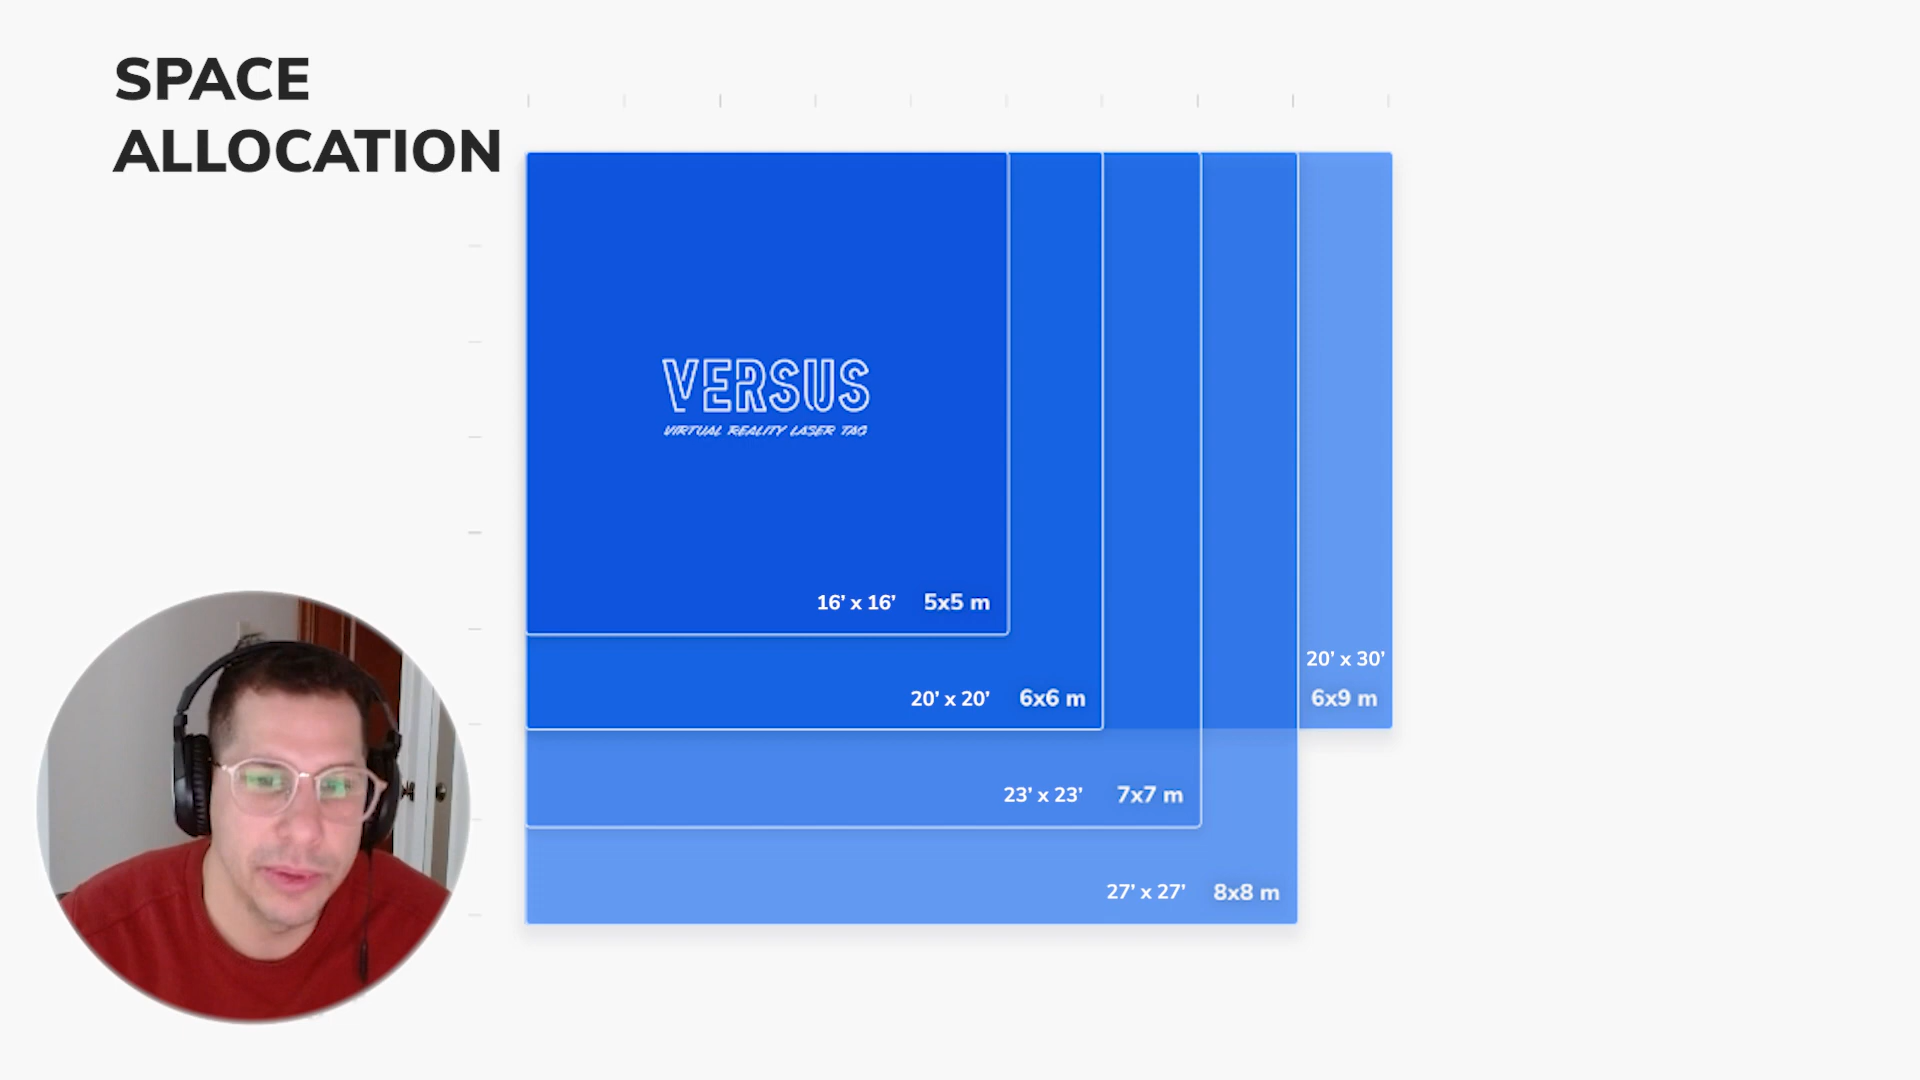 SPACE
ALLOCATION
VERSUS
VIRTUAL REALITY LASER TAG
16’ x 16’ 5x5 m
20’ x 30’
20’ x 20’ 6x6 m
6x9 m
23’ x 23’ 7x7 m
27’ x 27’ 8x8 m